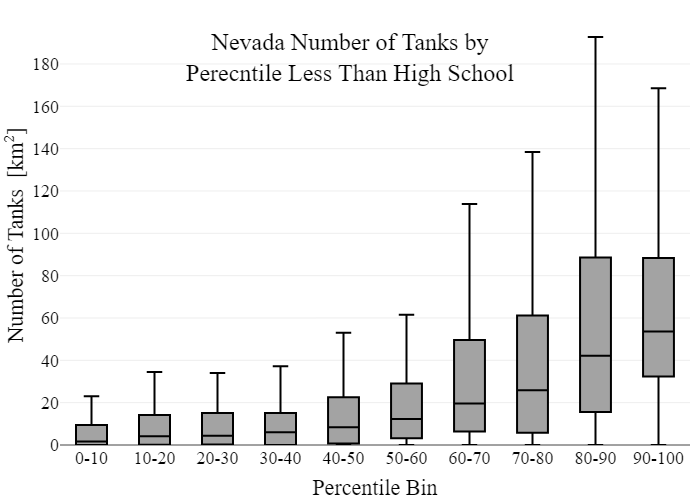 Nevada Number of Tanks by
Perecntile Less Than High School
Number of Tanks [km²]
180
160
140
120
100
80
60
40
20
0
0-10 10-20 20-30 30-40 40-50 50-60 60-70 70-80 80-90 90-100
Percentile Bin